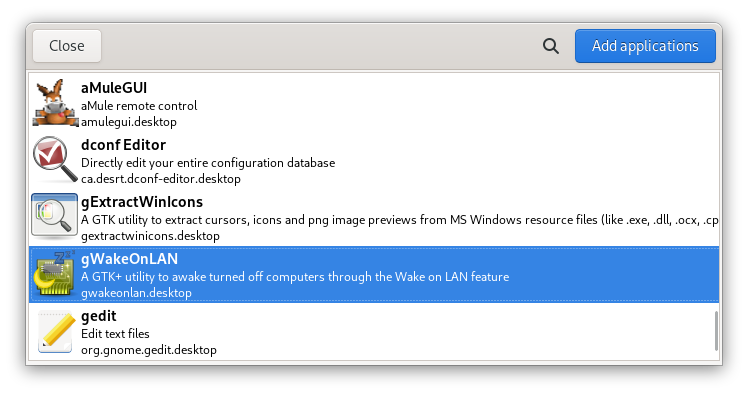 Close
Add applications
aMuleGUI
aMule remote control
amulegui.desktop
dconf Editor
Directly edit your entire configuration database
ca.desrt.dconf-editor.desktop
gExtractWinIcons
A GTK utility to extract cursors, icons and png image previews from MS Windows resource files (like .exe, .dll, .ocx, .cp
gextractwinicons.desktop
gWakeOnLAN
A GTK+ utility to awake turned off computers through the Wake on LAN feature
gwakeonlan.desktop
gedit
Edit text files
org.gnome.gedit.desktop